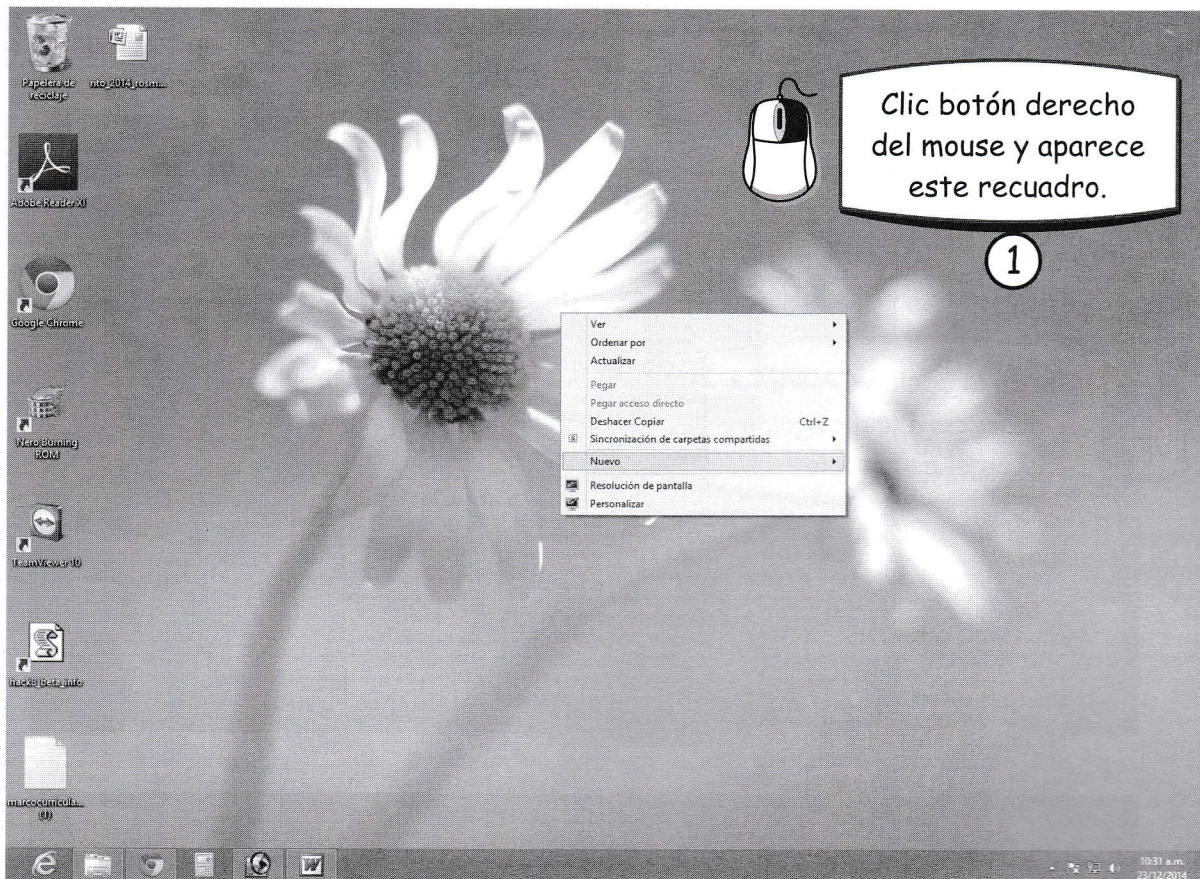 Papelera de
reciclaje
Adobe Reader XI
Google Chrome
Nero Burning
ROM
TeamViewer 10
hack8_beta_info
marcocurricula...
(1)
Clic botón derecho
del mouse y aparece
este recuadro.
1
Ver
Ordenar por
Actualizar
Pegar
Pegar acceso directo
Deshacer Copiar Ctrl+Z
Sincronización de carpetas compartidas
Nuevo
Resolución de pantalla
Personalizar
10:31 a.m.
23/12/2014